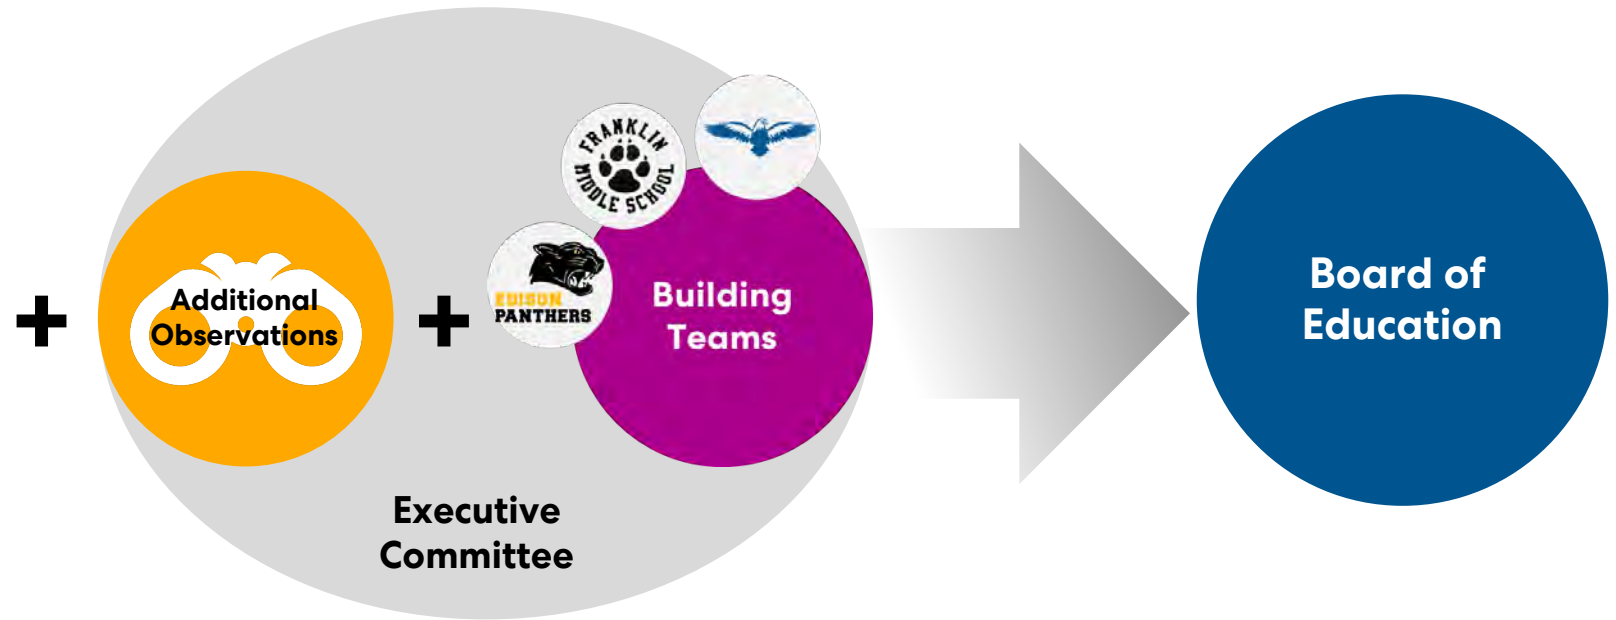 +
Additional
Observations
+
FRANKLIN
MIDDLE SCHOOL
EDISON
PANTHERS
Building
Teams
Executive
Committee
Board of
Education